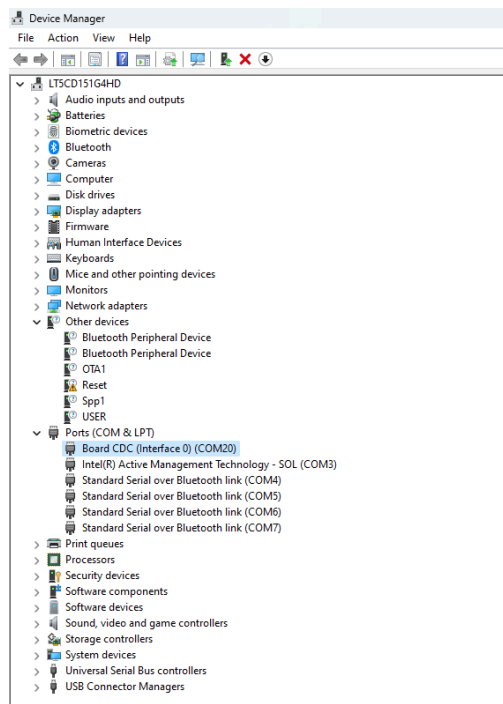 Device Manager
File Action View Help
LT5CD151G4HD
Audio inputs and outputs
Batteries
Biometric devices
Bluetooth
Cameras
Computer
Disk drives
Display adapters
Firmware
Human Interface Devices
Keyboards
Mice and other pointing devices
Monitors
Network adapters
Other devices
Bluetooth Peripheral Device
Bluetooth Peripheral Device
OTA1
Reset
Spp1
USER
Ports (COM & LPT)
Board CDC (Interface 0) (COM20)
Intel(R) Active Management Technology - SOL (COM3)
Standard Serial over Bluetooth link (COM4)
Standard Serial over Bluetooth link (COM5)
Standard Serial over Bluetooth link (COM6)
Standard Serial over Bluetooth link (COM7)
Print queues
Processors
Security devices
Software components
Software devices
Sound, video and game controllers
Storage controllers
System devices
Universal Serial Bus controllers
USB Connector Managers